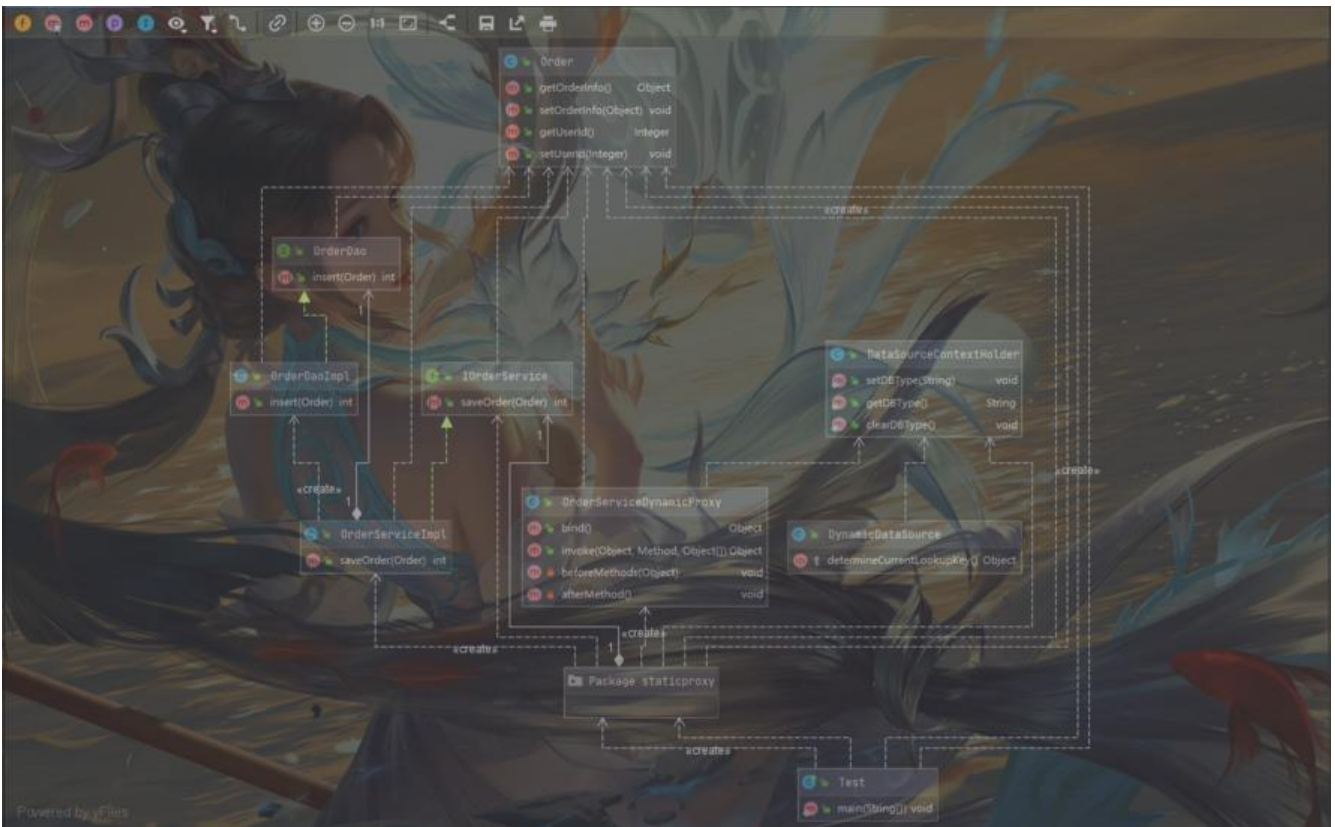 1:1
Order
getOrderInfo() Object
setOrderInfo(Object) void
getUserId() Integer
setUserId(Integer) void
«create»
OrderDao
insert(Order) int
1
DataSourceContextHolder
setDBType(String) void
getDBType() String
clearDBType() void
OrderDaoImpl
insert(Order) int
IOrderService
saveOrder(Order) int
1
«create»
«create»
1
OrderServiceDynamicProxy
bind() Object
invoke(Object, Method, Object[]) Object
beforeMethods(Object) void
afterMethod() void
OrderServiceImpl
saveOrder(Order) int
DynamicDataSource
determineCurrentLookupKey() Object
«create»
1
«create»
Package staticproxy
«create»
Test
main(String[]) void
Powered by yFiles